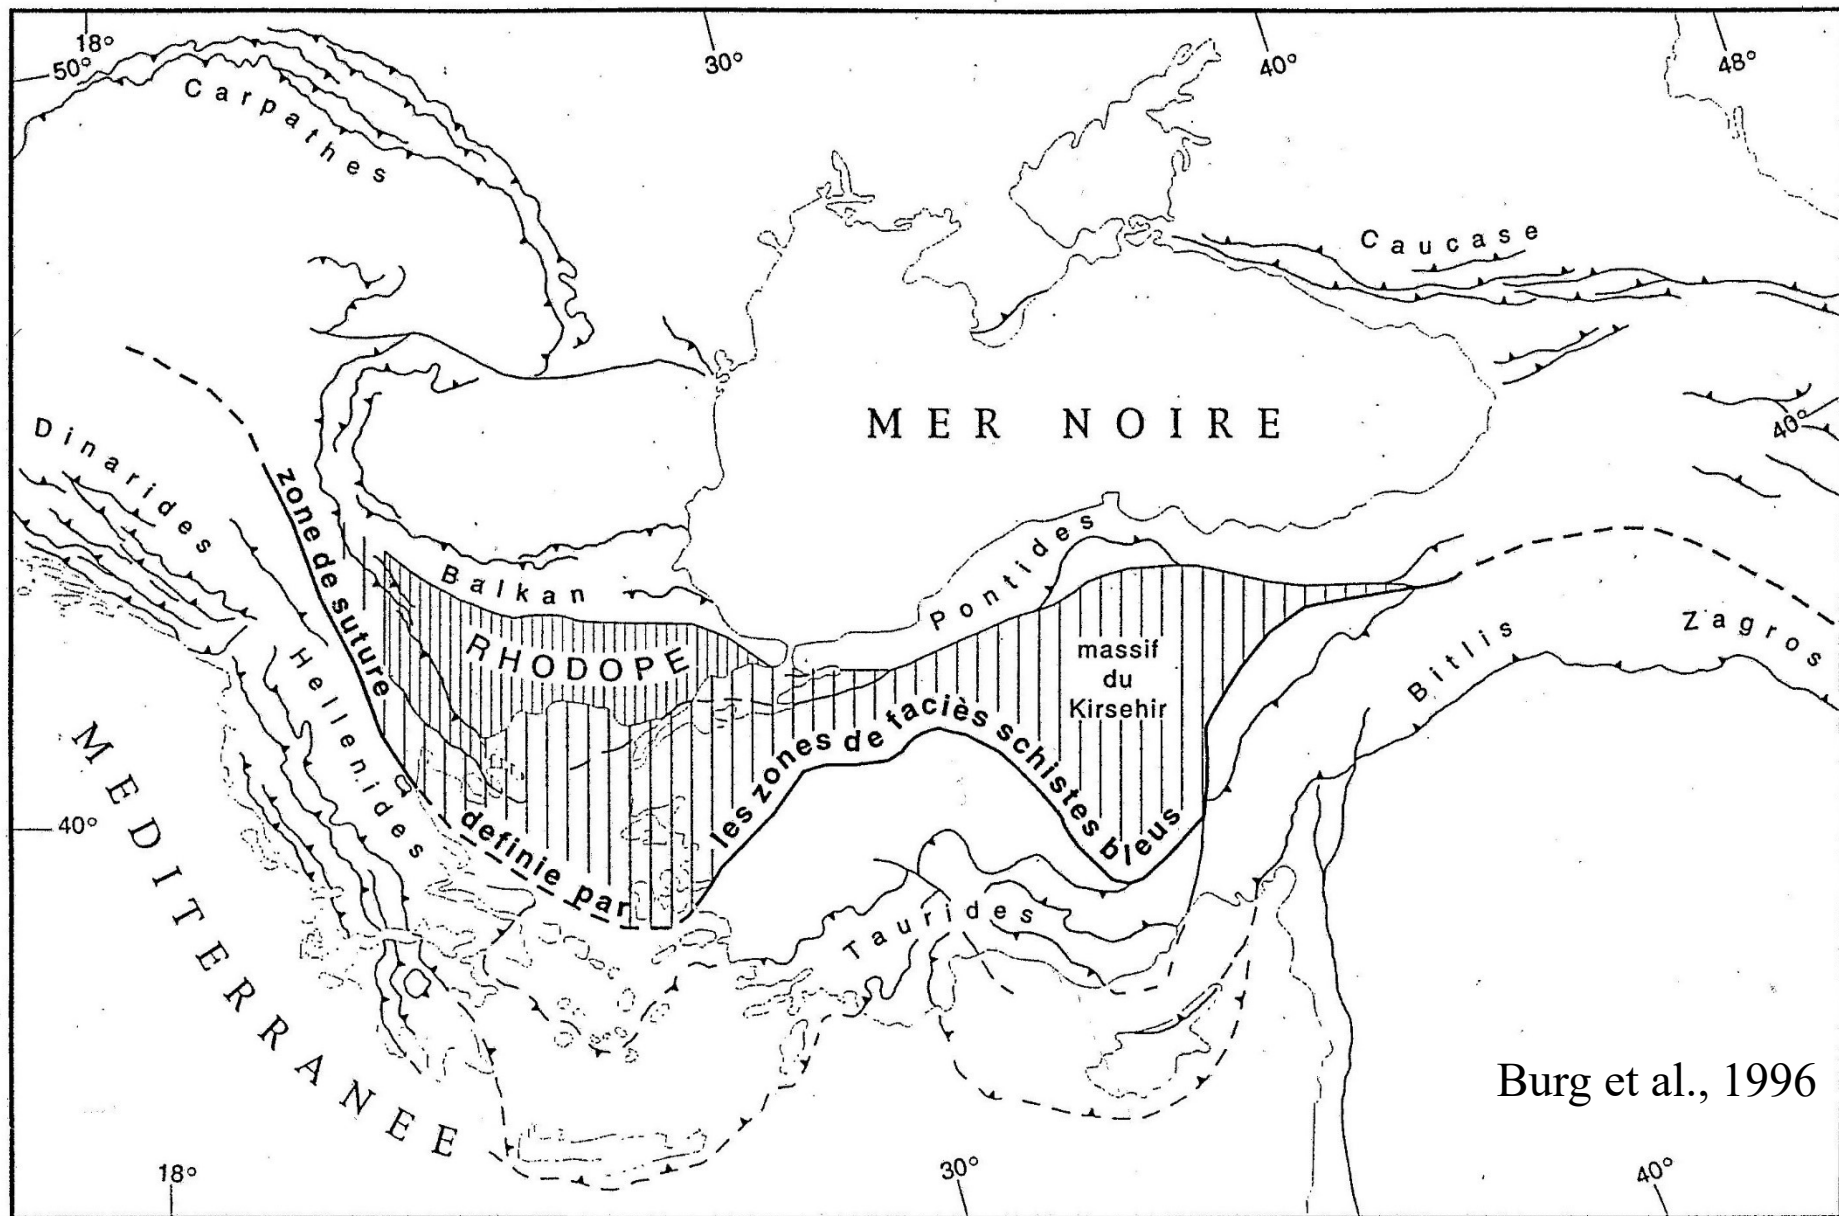 18°
30°
40°
48°
50°
Carpathes
Caucase
MER NOIRE
40°
Dinarides
zone de suture
Balkan
Pontides
RHODOPE
massif
du
Kirsehir
Bitlis
Zagros
Hellenides
definie par
les zones de faciès schistes bleus
40°
MEDITERRANEE
Taurides
Burg et al., 1996
18°
30°
40°